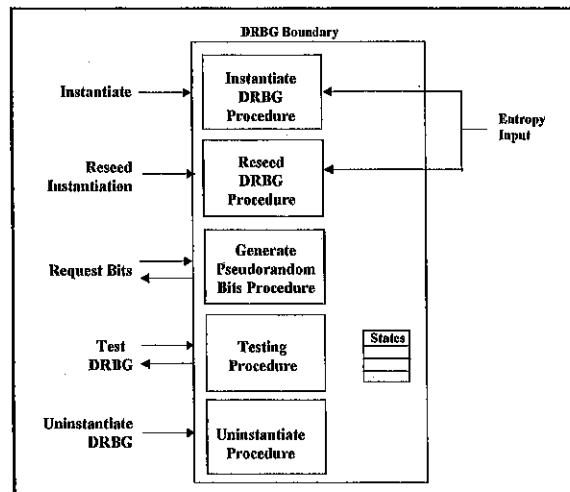 DRBG Boundary
Instantiate
Instantiate
DRBG
Procedure
Entropy
Input
Reseed
Instantiation
Reseed
DRBG
Procedure
Request Bits
Generate
Pseudorandom
Bits Procedure
Test
DRBG
Testing
Procedure
States
Uninstantiate
DRBG
Uninstantiate
Procedure